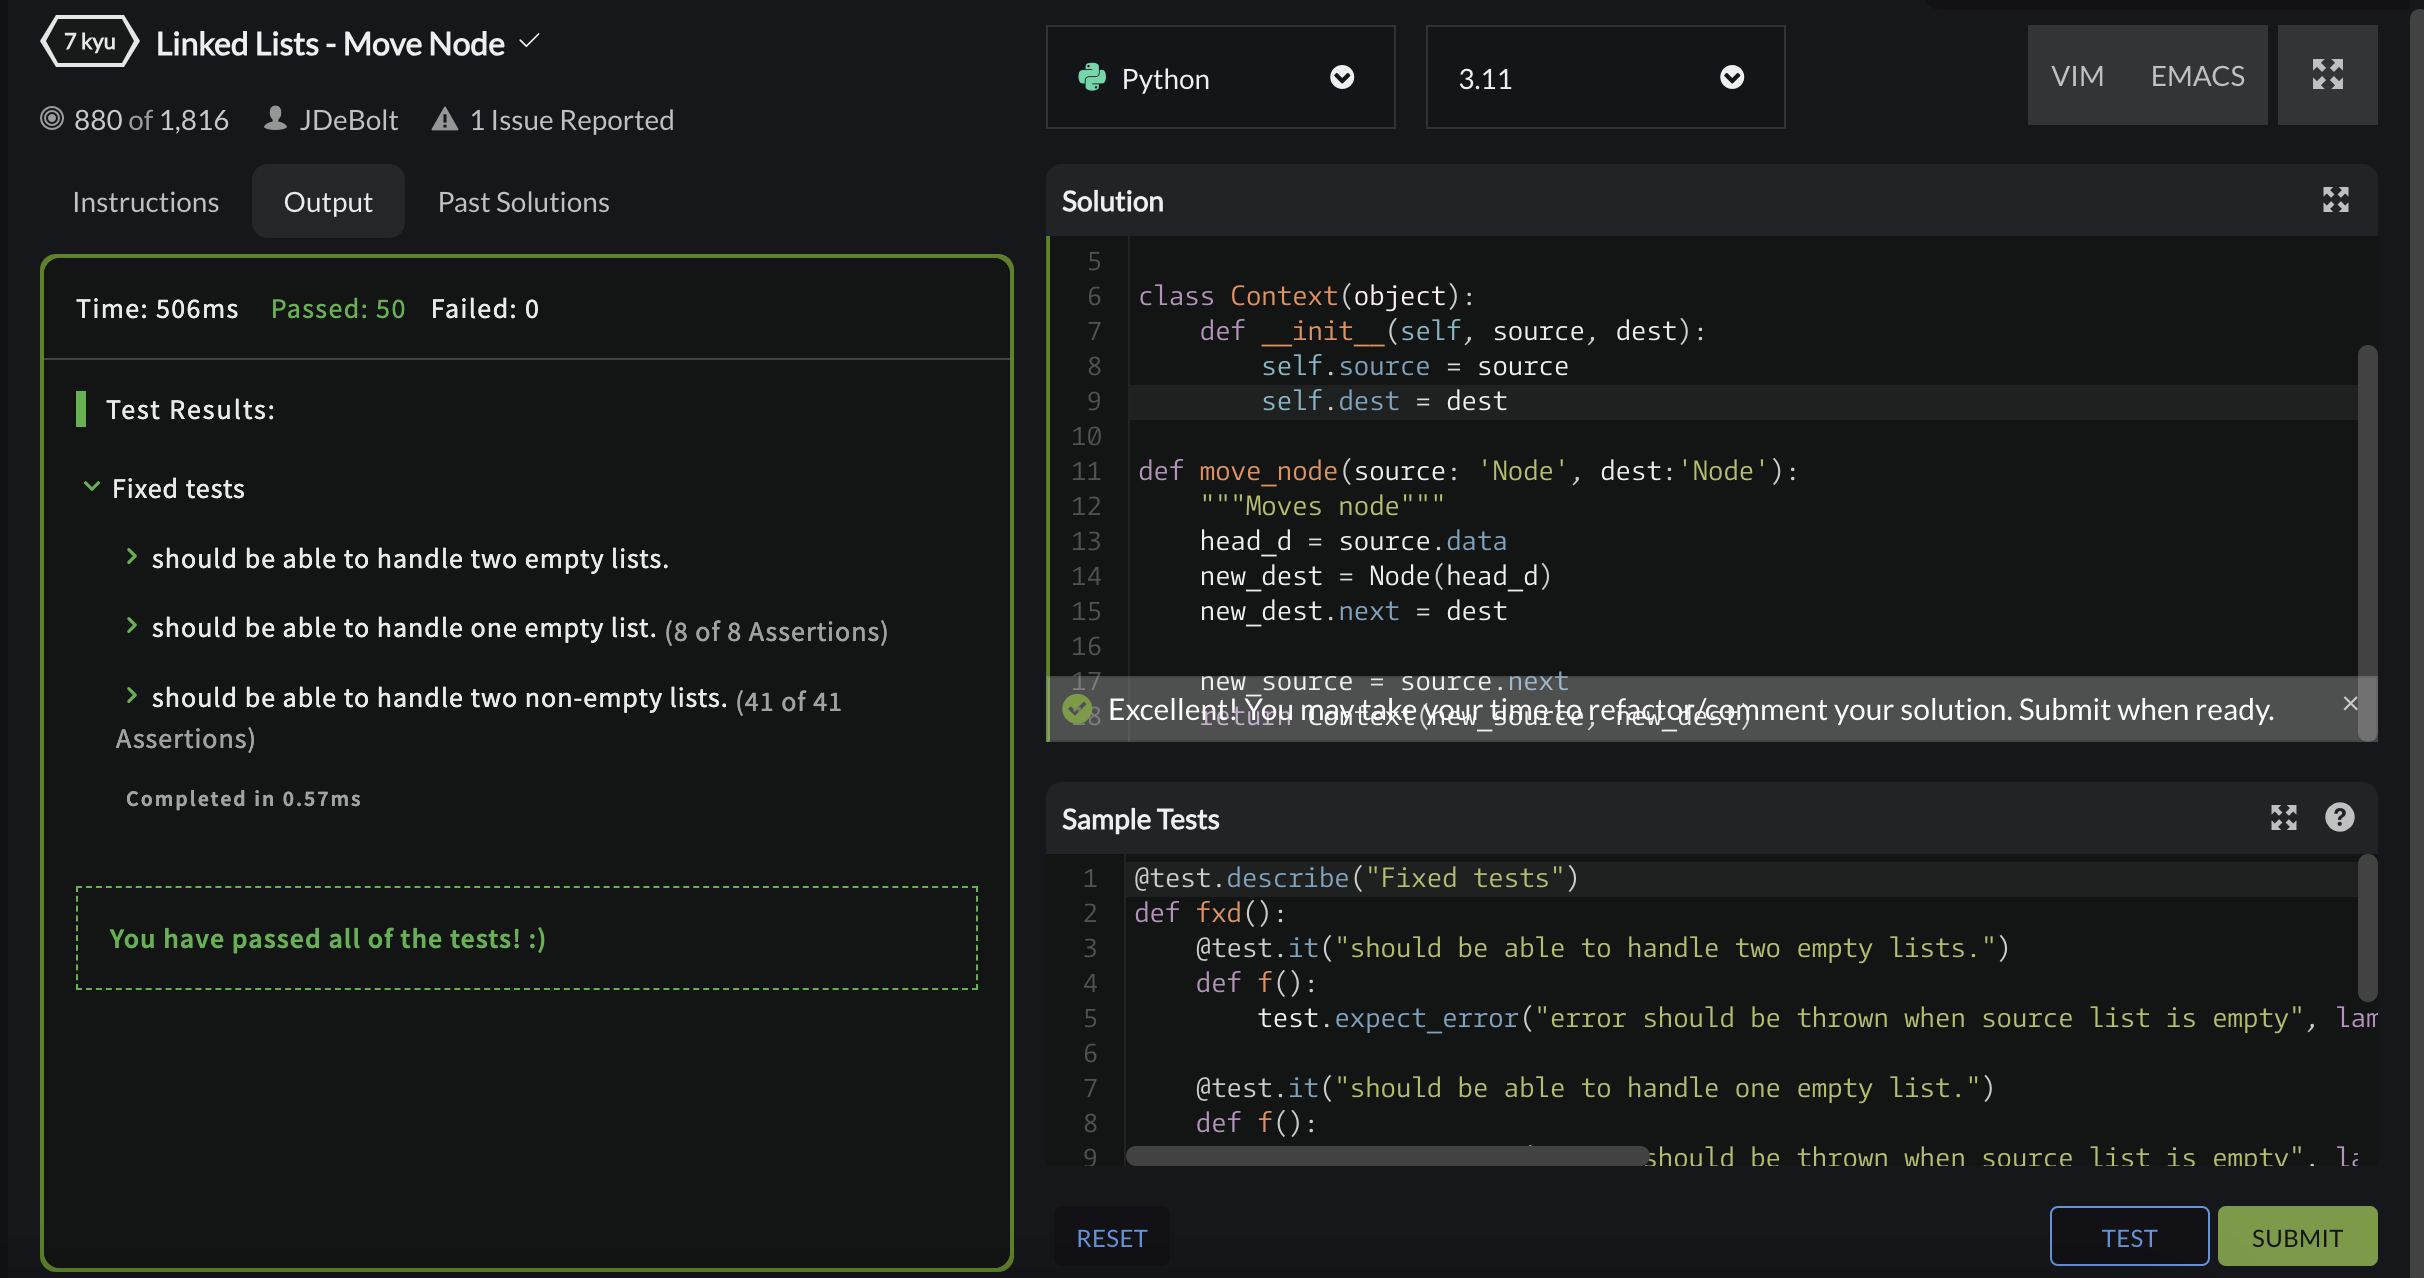 7 kyu
Linked Lists - Move Node
880 of 1,816 JDeBolt 1 Issue Reported
Instructions Output Past Solutions
Time: 506ms Passed: 50 Failed: 0
Test Results:
Fixed tests
should be able to handle two empty lists.
should be able to handle one empty list. (8 of 8 Assertions)
should be able to handle two non-empty lists. (41 of 41
Assertions)
Completed in 0.57ms
You have passed all of the tests! :)
Python
3.11
VIM EMACS
Solution
5
6 class Context(object):
7     def __init__(self, source, dest):
8         self.source = source
9         self.dest = dest
10
11 def move_node(source: 'Node', dest:'Node'):
12     """Moves node"""
13     head_d = source.data
14     new_dest = Node(head_d)
15     new_dest.next = dest
16
17     new_source = source.next
18     return Context(new_source, new_dest)
Excellent! You may take your time to refactor/comment your solution. Submit when ready.
Sample Tests
1 @test.describe("Fixed tests")
2 def fxd():
3     @test.it("should be able to handle two empty lists.")
4     def f():
5         test.expect_error("error should be thrown when source list is empty", lam
6
7     @test.it("should be able to handle one empty list.")
8     def f():
9 should be thrown when source list is empty", la
RESET
TEST
SUBMIT